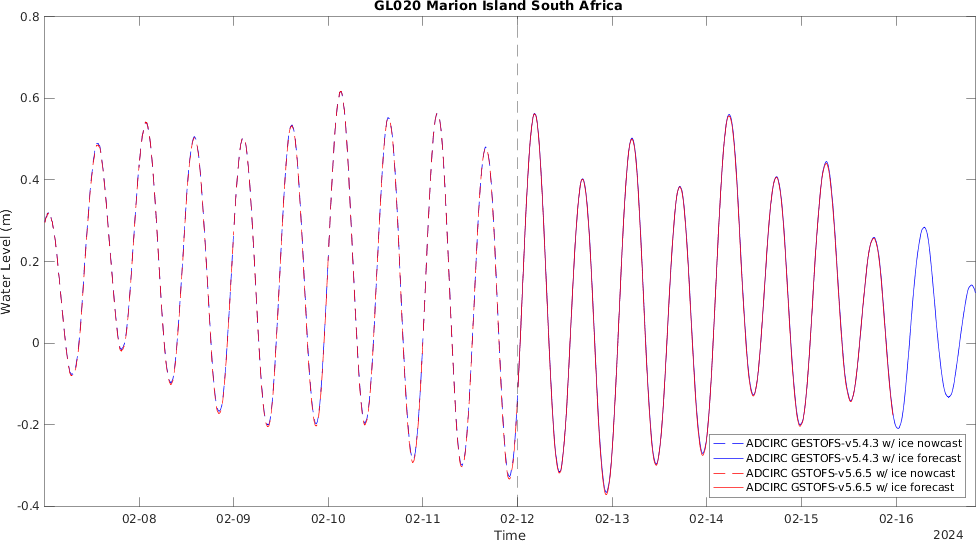 GL020 Marion Island South Africa
0.8
0.6
0.4
0.2
0
-0.2
-0.4
Water Level (m)
ADCIRC GESTOFS-v5.4.3 w/ ice nowcast
ADCIRC GESTOFS-v5.4.3 w/ ice forecast
ADCIRC GSTOFS-v5.6.5 w/ ice nowcast
ADCIRC GSTOFS-v5.6.5 w/ ice forecast
02-08 02-09 02-10 02-11 02-12 02-13 02-14 02-15 02-16
Time
2024